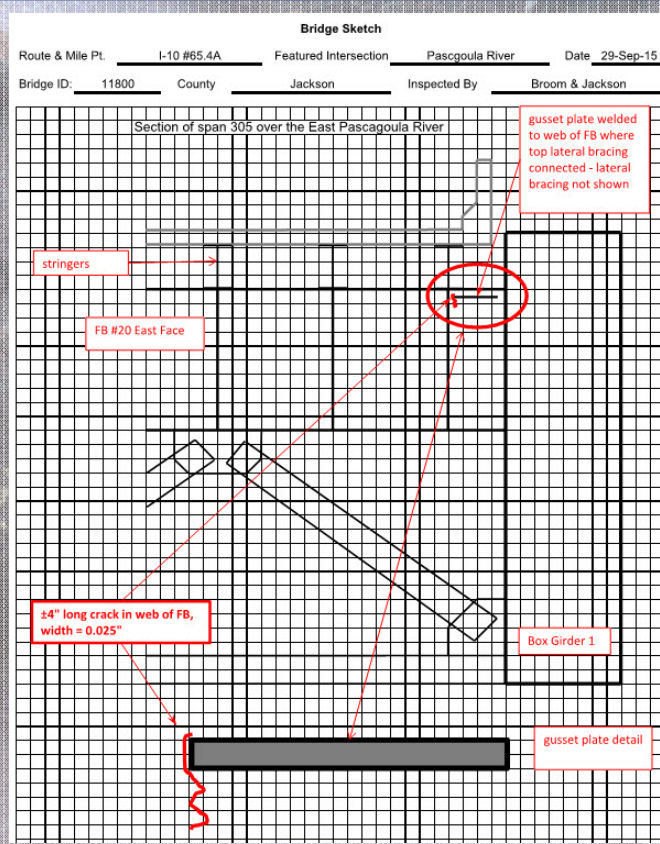 Bridge Sketch
Route & Mile Pt. I-10 #65.4A Featured Intersection Pascgoula River Date 29-Sep-15
Bridge ID: 11800 County Jackson Inspected By Broom & Jackson
Section of span 305 over the East Pascagoula River
gusset plate welded
to web of FB where
top lateral bracing
connected - lateral
bracing not shown
stringers
FB #20 East Face
±4" long crack in web of FB,
width = 0.025"
Box Girder 1
gusset plate detail